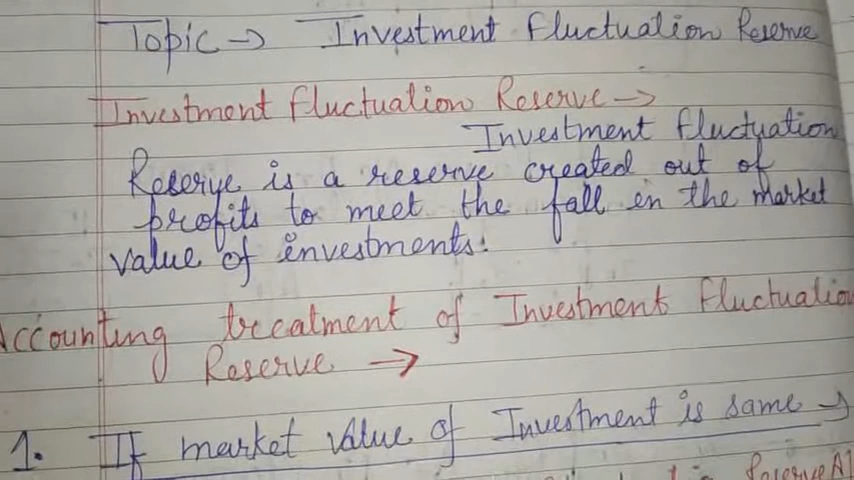 Topic → Investment Fluctuation Reserve
Investment Fluctuation Reserve →
Investment Fluctuation
Reserve is a reserve created out of
profits to meet the fall in the market
value of investments.
Accounting treatment of Investment Fluctuation
Reserve →
1. If market value of Investment is same →
Reserve A/